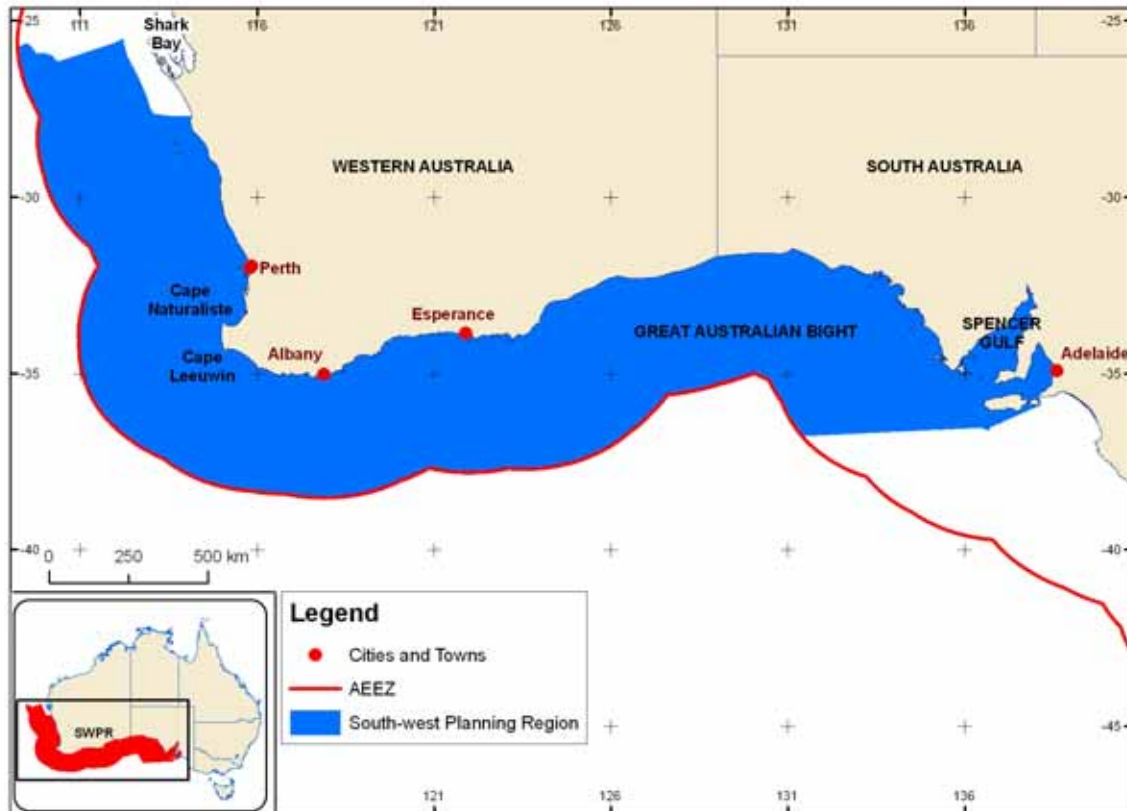 111 116 121 126 131 136
-25 -25
Shark
Bay
WESTERN AUSTRALIA
SOUTH AUSTRALIA
-30 -30
Perth
Cape
Naturaliste
Esperance
GREAT AUSTRALIAN BIGHT
SPENCER
GULF
Albany
Cape
Leeuwin
Adelaide
-35 -35
-40 -40
0 250 500 km
Legend
Cities and Towns
AEEZ
South-west Planning Region
SWPR
-45
121 126 131 136